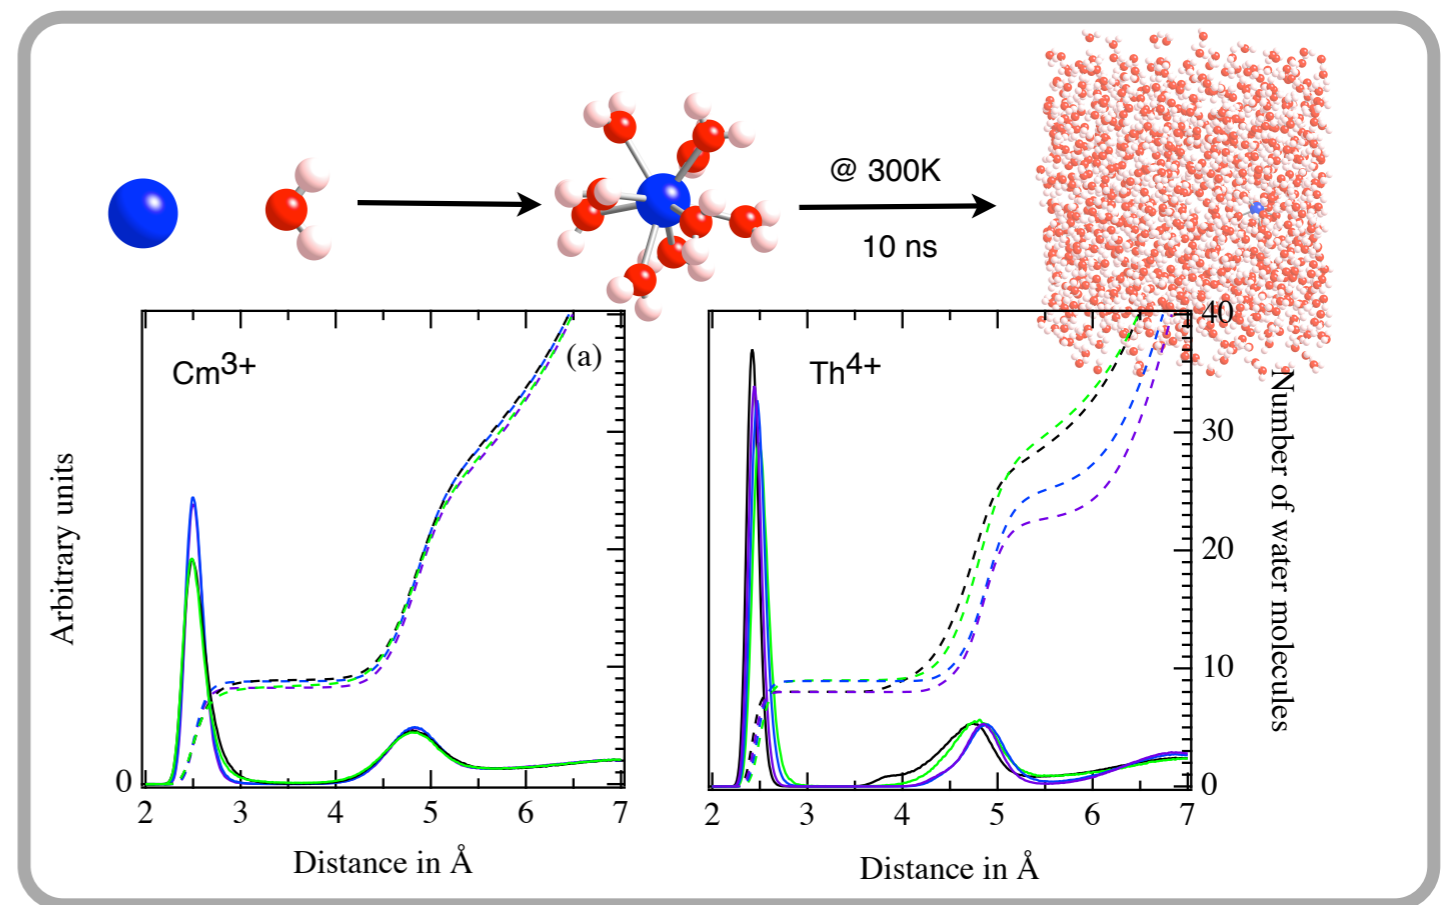 @ 300K
10 ns
Cm3+
(a)
Arbitrary units
0
2 3 4 5 6 7
Distance in Å
Th4+
40
30
20
10
0
Number of water molecules
2 3 4 5 6 7
Distance in Å